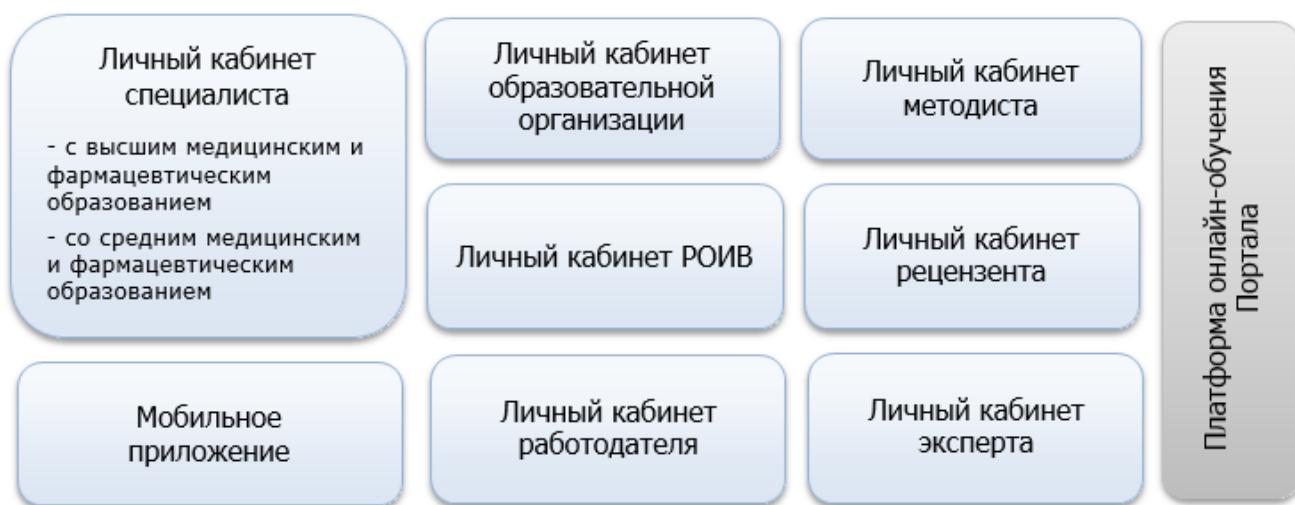 Личный кабинет
специалиста
- с высшим медицинским и
фармацевтическим
образованием
- со средним медицинским
и фармацевтическим
образованием
Мобильное
приложение
Личный кабинет
образовательной
организации
Личный кабинет РОИВ
Личный кабинет
работодателя
Личный кабинет
методиста
Личный кабинет
рецензента
Личный кабинет
эксперта
Платформа онлайн-обучения
Портала